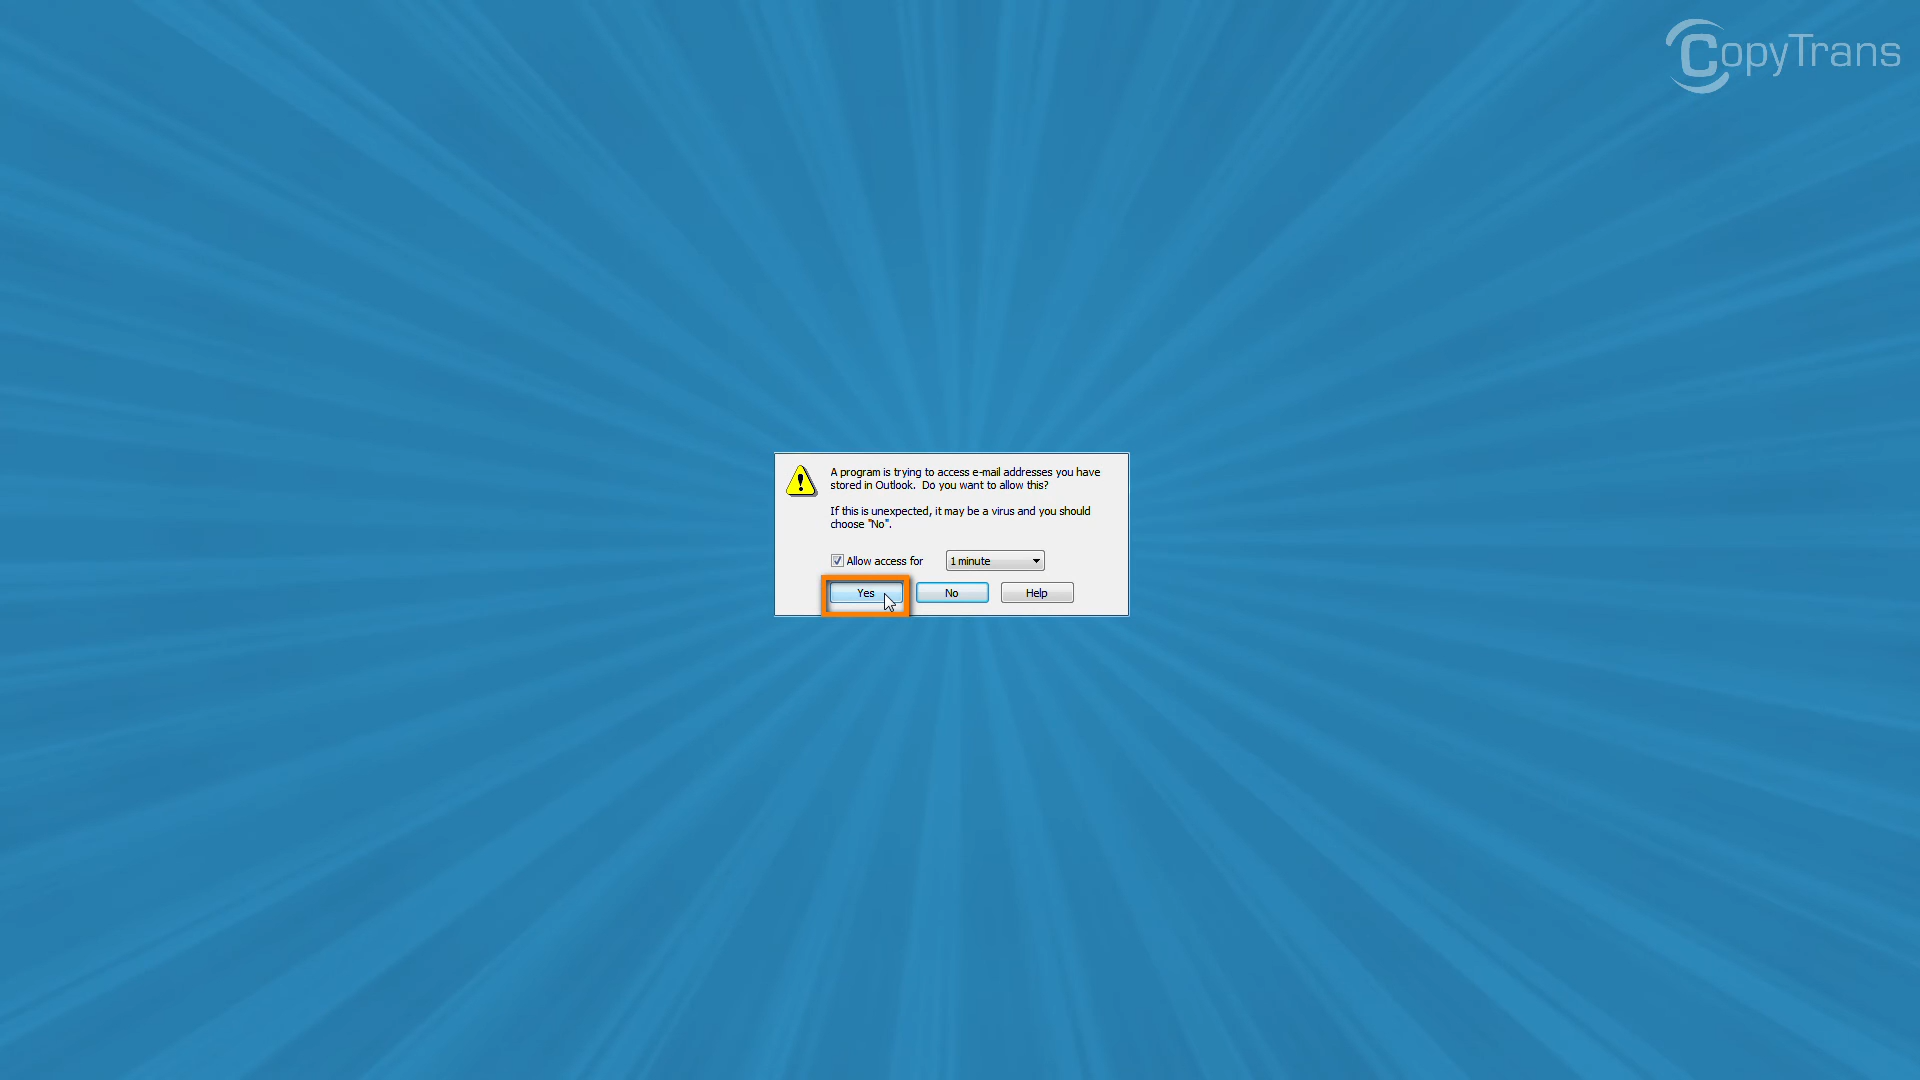 CopyTrans
A program is trying to access e-mail addresses you have
stored in Outlook.  Do you want to allow this?
If this is unexpected, it may be a virus and you should
choose "No".
Allow access for 1 minute
Yes No Help